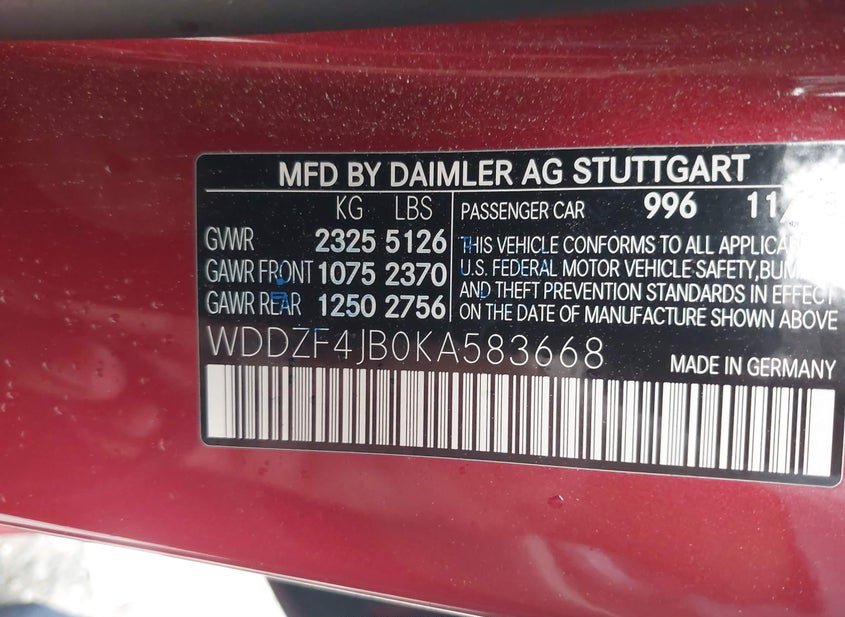 MFD BY DAIMLER AG STUTTGART
KG LBS
GVWR 2325 5126
GAWR FRONT 1075 2370
GAWR REAR 1250 2756
PASSENGER CAR 996 11/
THIS VEHICLE CONFORMS TO ALL
U.S. FEDERAL MOTOR VEHICLE SAFETY,
AND THEFT PREVENTION STANDARDS IN EFFECT
ON THE DATE OF MANUFACTURE SHOWN ABOVE
WDDZF4JB0KA583668
MADE IN GERMANY